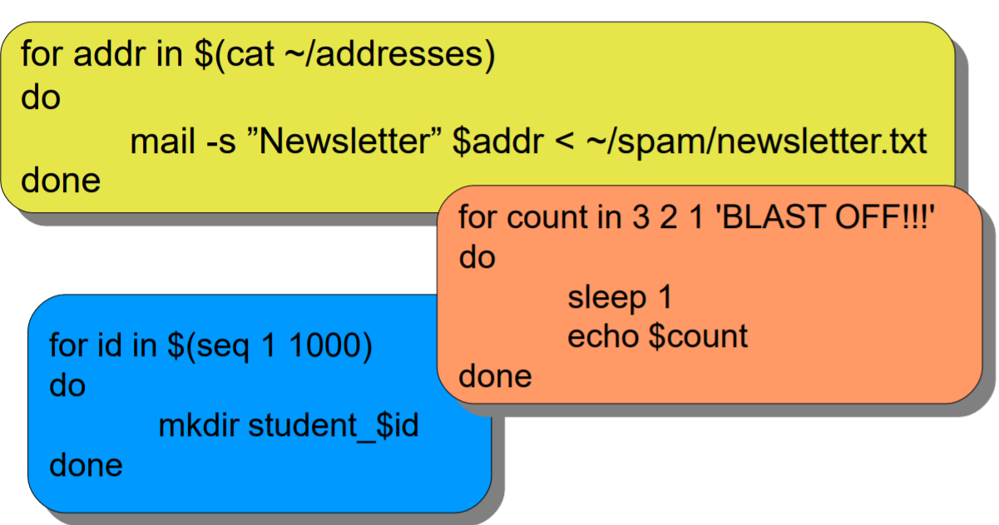 for addr in $(cat ~/addresses)
do
mail -s ”Newsletter” $addr < ~/spam/newsletter.txt
done
for count in 3 2 1 'BLAST OFF!!!'
do
sleep 1
echo $count
done
for id in $(seq 1 1000)
do
mkdir student_$id
done